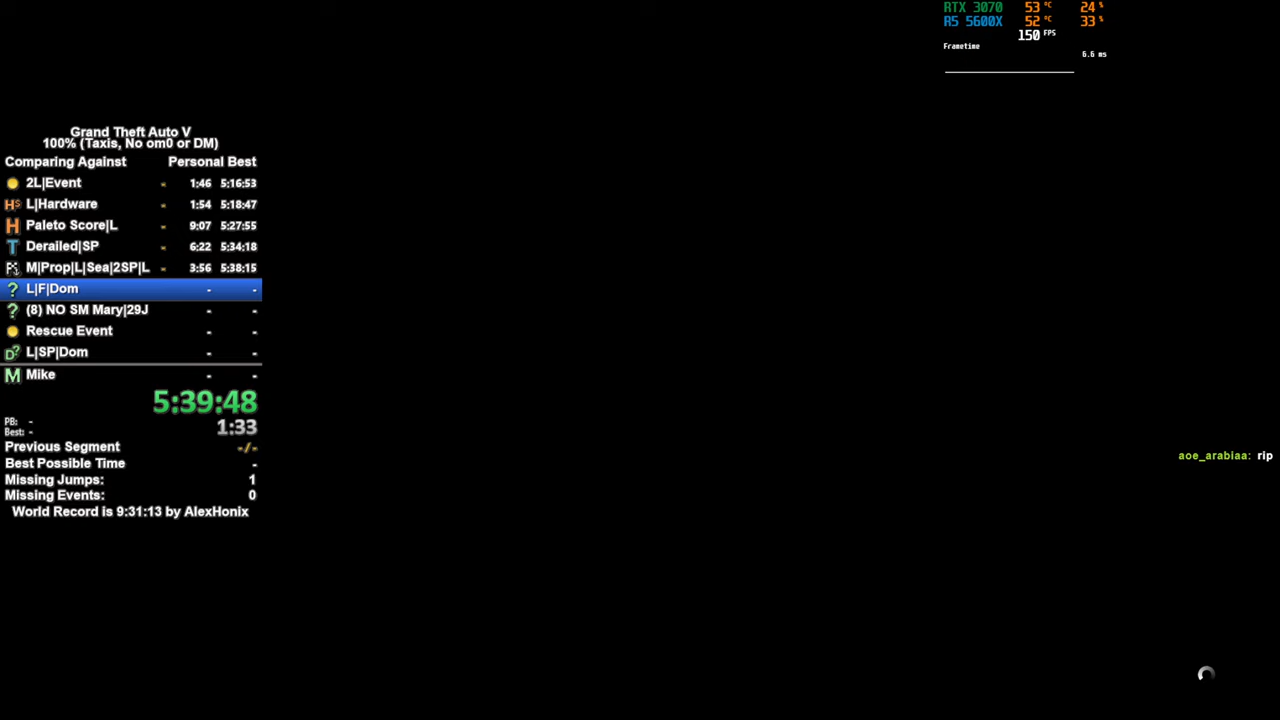 RTX 3070 53 °C 24 %
R5 5600X 52 °C 33 %
150 FPS
Frametime
6.6 ms
Grand Theft Auto V
100% (Taxis, No om0 or DM)
Comparing Against Personal Best
2L|Event - 1:46 5:16:53
HS L|Hardware - 1:54 5:18:47
H Paleto Score|L - 9:07 5:27:55
T Derailed|SP - 6:22 5:34:18
M|Prop|L|Sea|2SP|L - 3:56 5:38:15
? L|F|Dom - -
? (8) NO SM Mary|29J - -
Rescue Event - -
D? L|SP|Dom - -
M Mike - -
5:39:48
PB: -
Best: -
1:33
Previous Segment -/-
Best Possible Time -
Missing Jumps: 1
Missing Events: 0
World Record is 9:31:13 by AlexHonix
aoe_arabiaa: rip